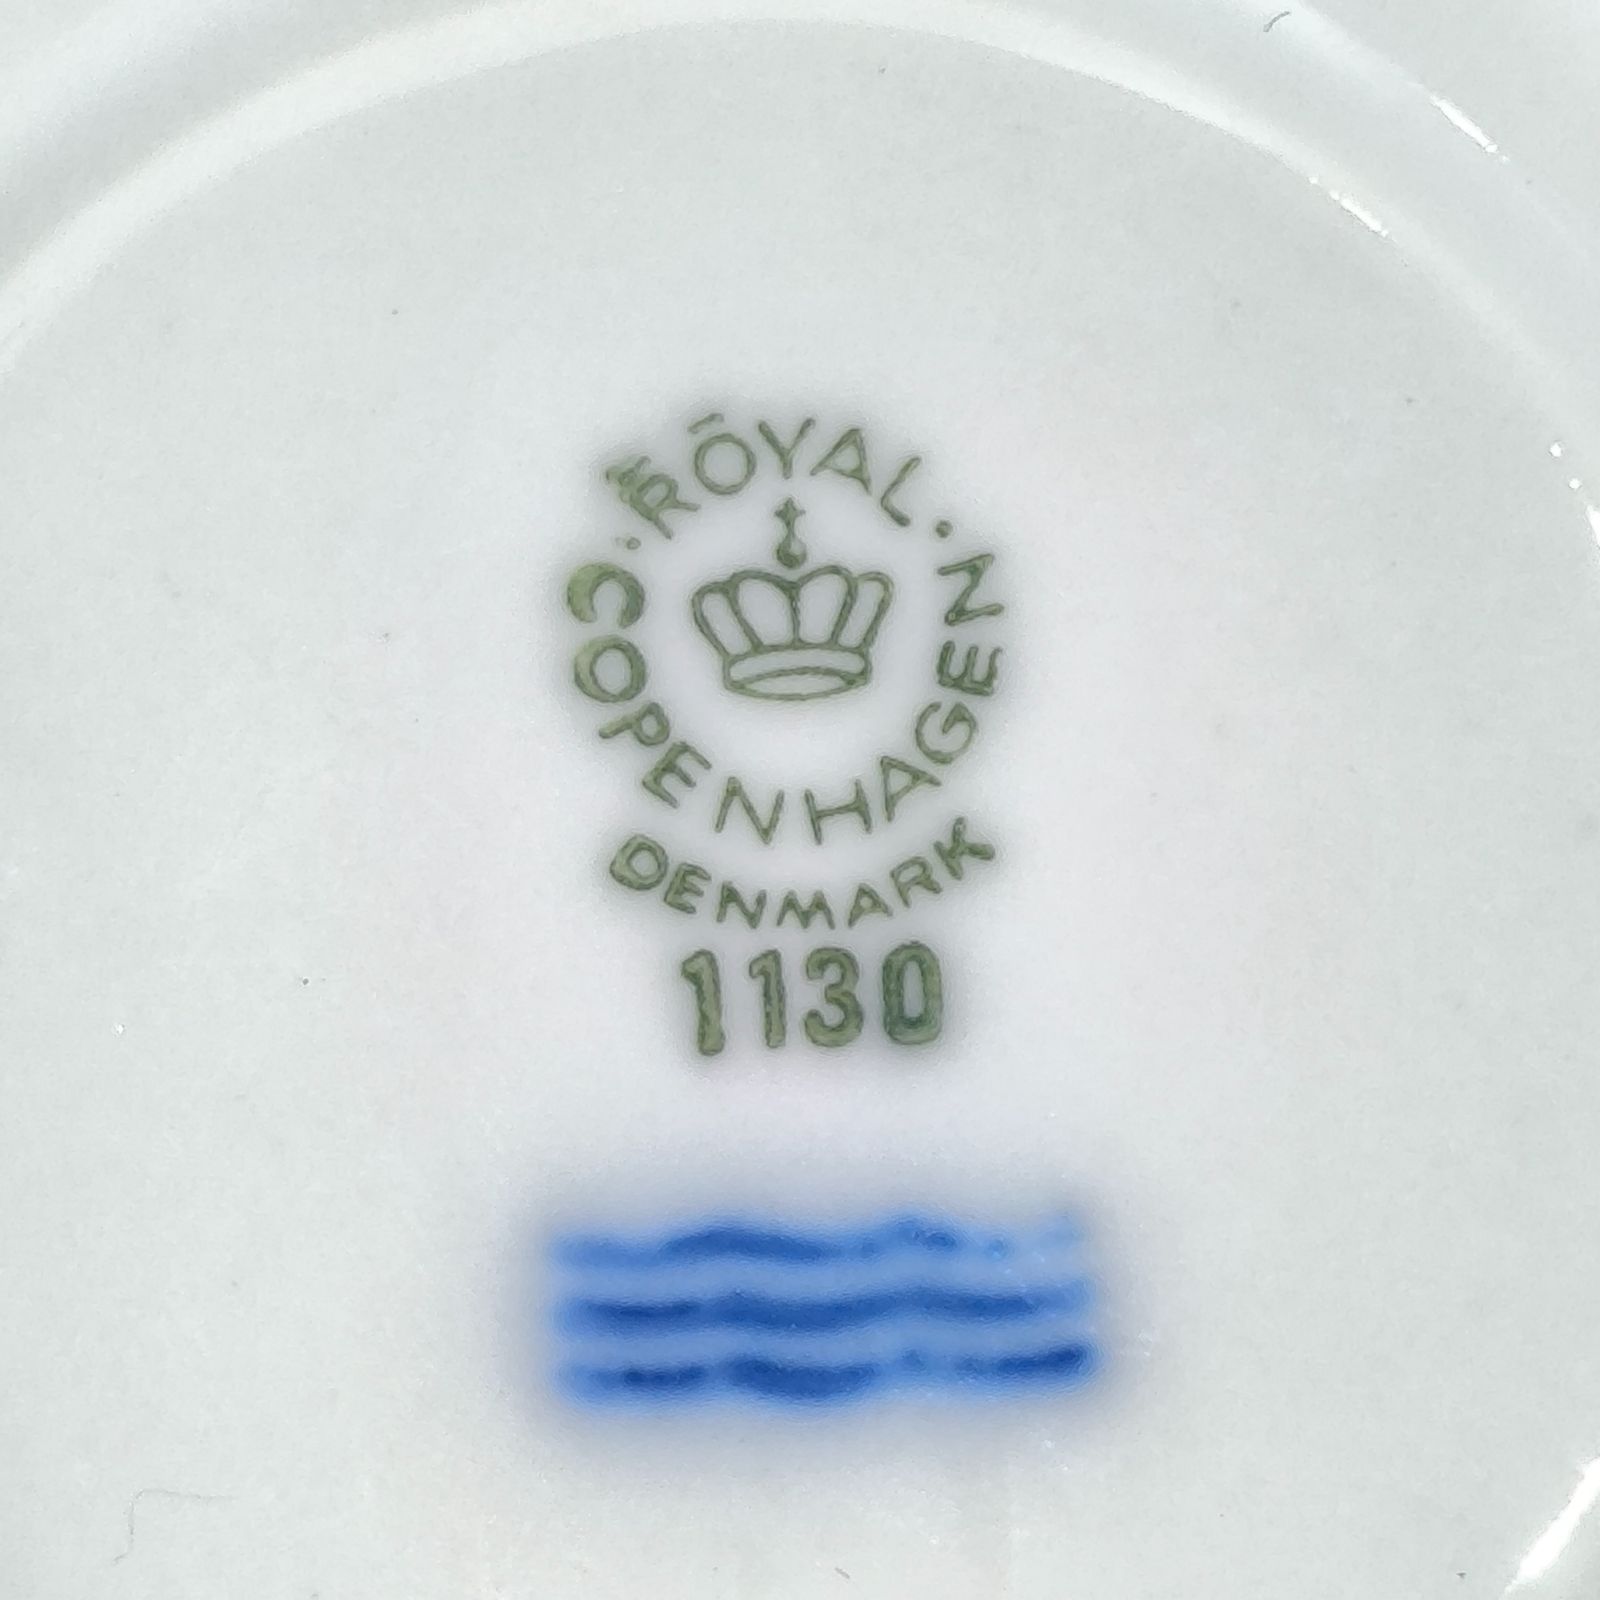 ROYAL.
COPENHAGEN
DENMARK
1130